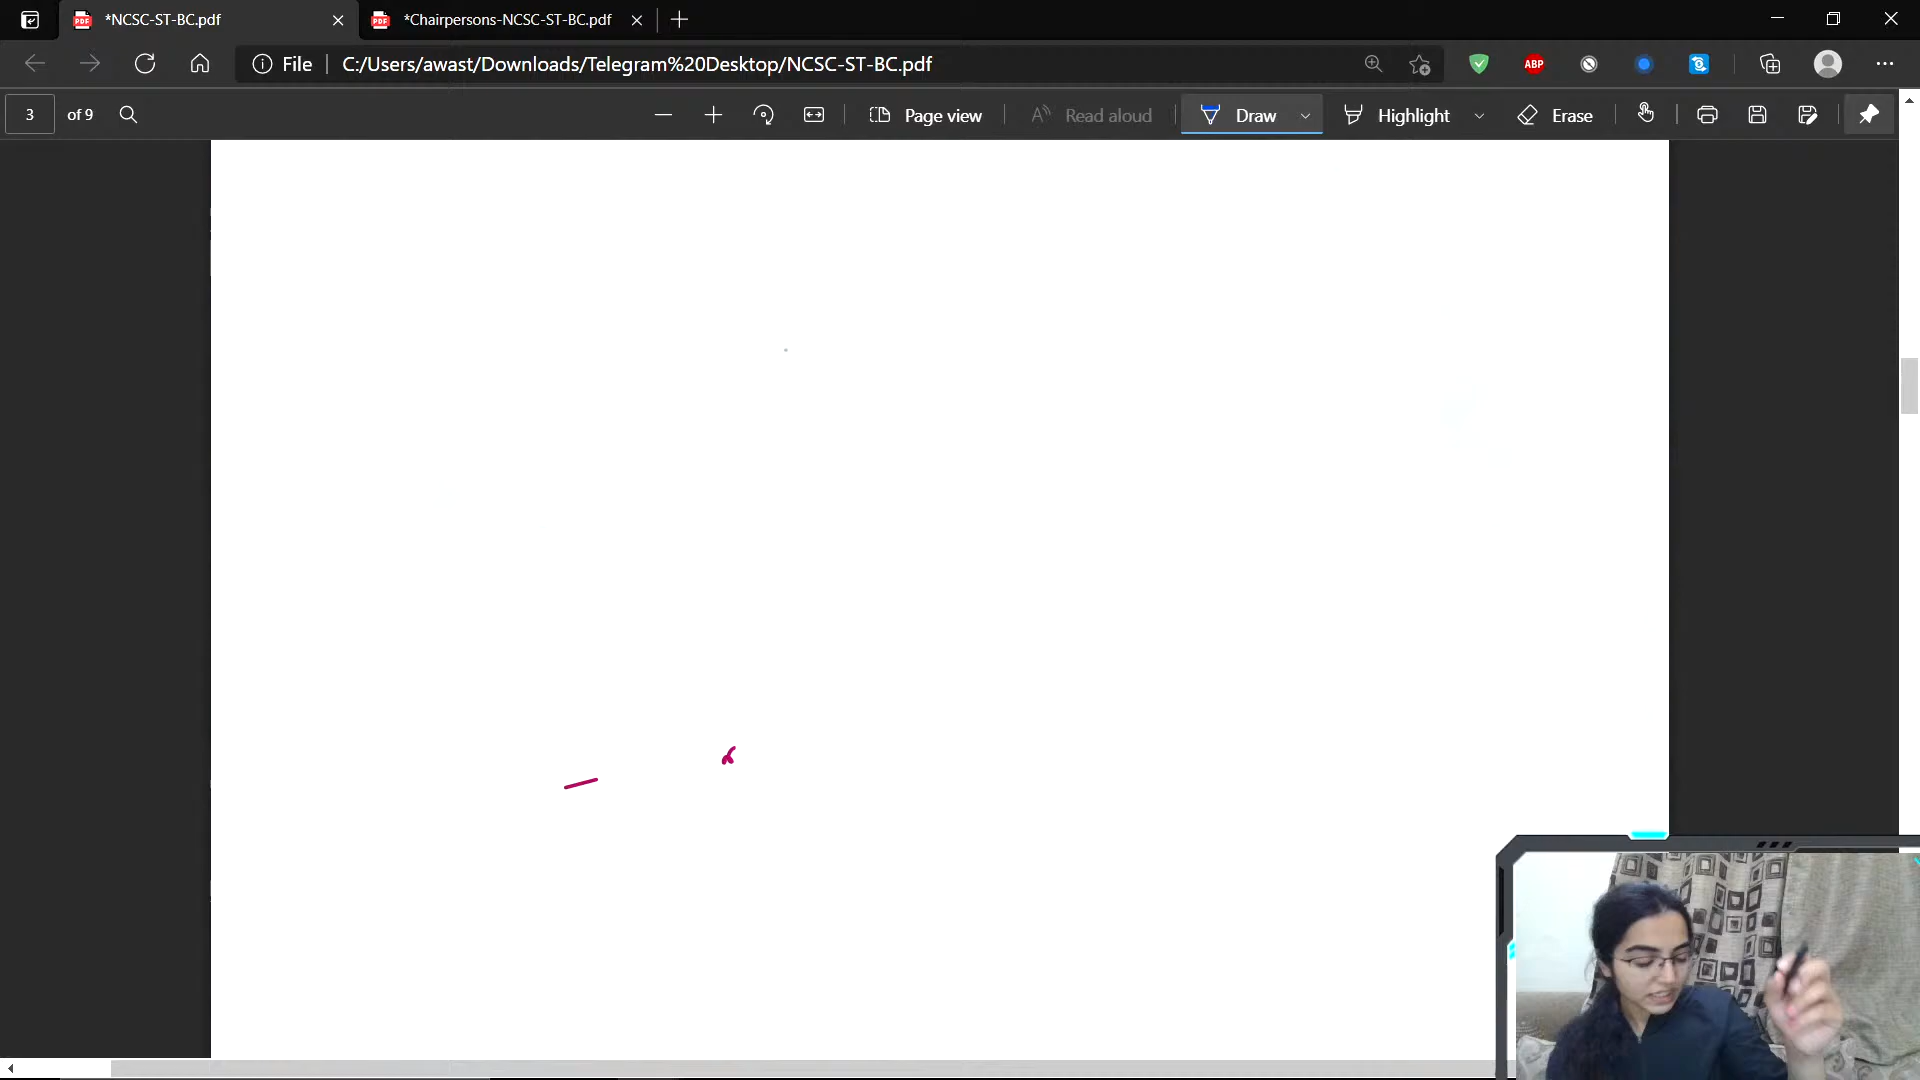 *NCSC-ST-BC.pdf
*Chairpersons-NCSC-ST-BC.pdf
File
C:/Users/awast/Downloads/Telegram%20Desktop/NCSC-ST-BC.pdf
ABP
3
of 9
Page view
Read aloud
Draw
Highlight
Erase